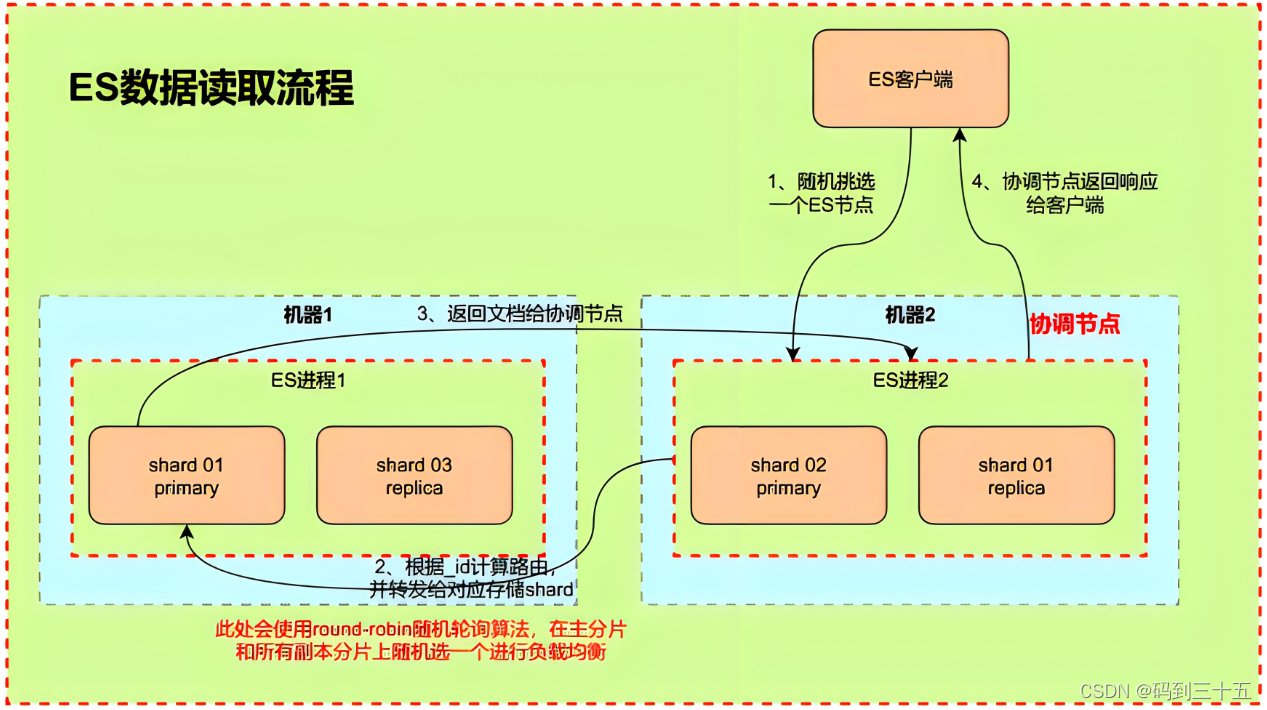 ES数据读取流程
ES客户端
1、随机挑选
一个ES节点
4、协调节点返回响应
给客户端
机器1
3、返回文档给协调节点
机器2
协调节点
ES进程1
ES进程2
shard 01
primary
shard 03
replica
shard 02
primary
shard 01
replica
2、根据_id计算路由，
并转发给对应存储shard
此处会使用round-robin随机轮询算法，在主分片
和所有副本分片上随机选一个进行负载均衡
CSDN @码到三十五